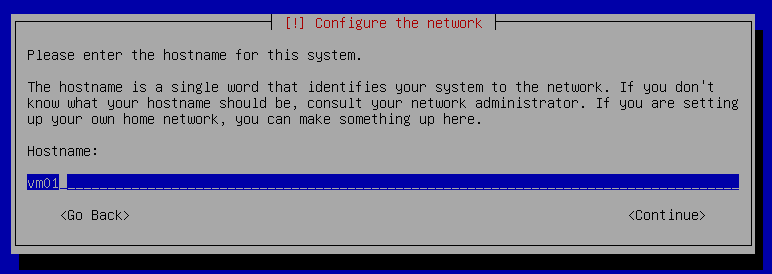 [!] Configure the network
Please enter the hostname for this system.
The hostname is a single word that identifies your system to the network. If you don't
know what your hostname should be, consult your network administrator. If you are setting
up your own home network, you can make something up here.
Hostname:
vm01
<Go Back> <Continue>